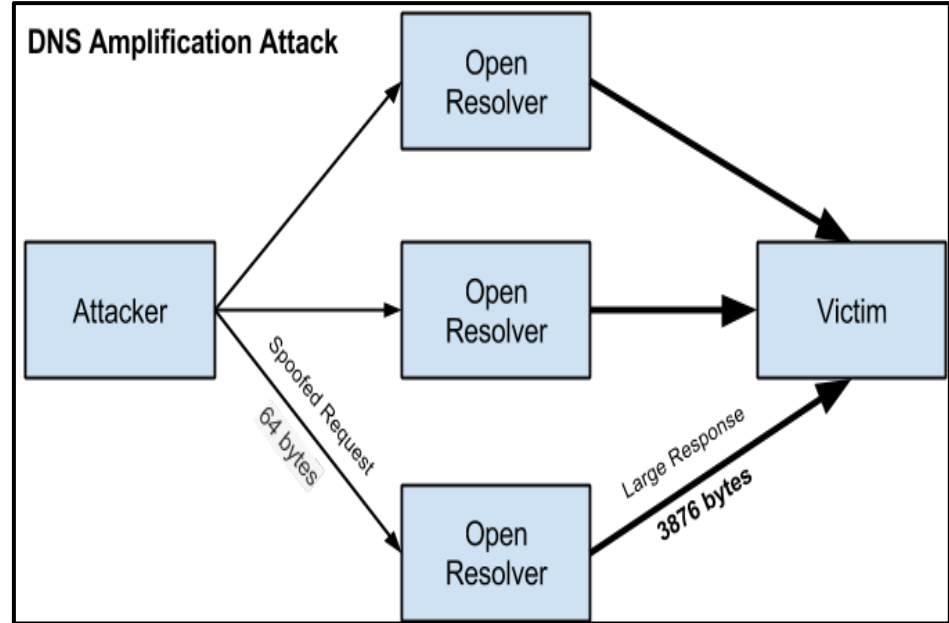 DNS Amplification Attack
Open
Resolver
Attacker
Open
Resolver
Victim
Spoofed Request
64 bytes
Large Response
3876 bytes
Open
Resolver